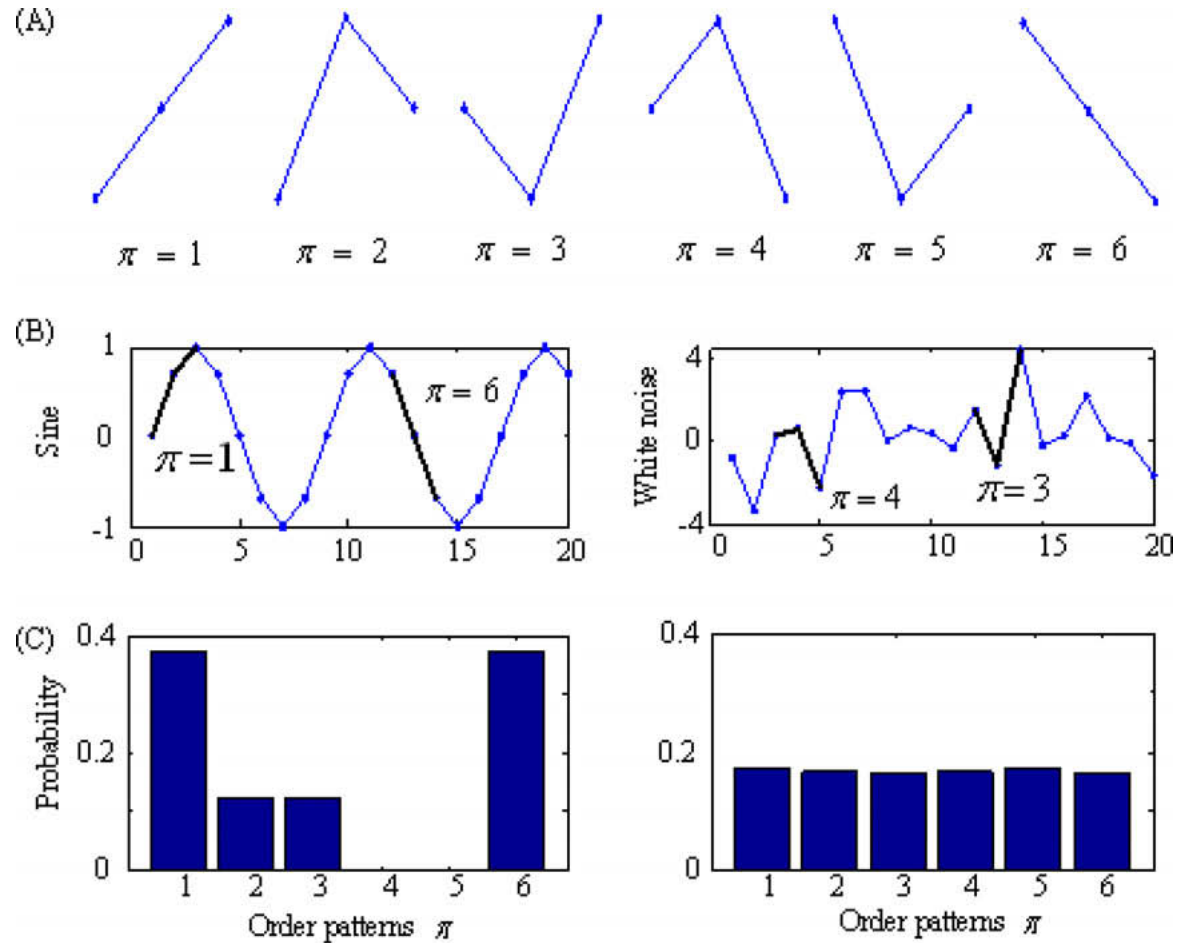 (A)
π = 1 π = 2 π = 3 π = 4 π = 5 π = 6
(B)
Sine
1
0
-1
0 5 10 15 20
π = 1
π = 6
White noise
4
0
-4
0 5 10 15 20
π = 4
π = 3
(C)
Probability
0.4
0.2
0
1 2 3 4 5 6
Order patterns π
0.4
0.2
0
1 2 3 4 5 6
Order patterns π